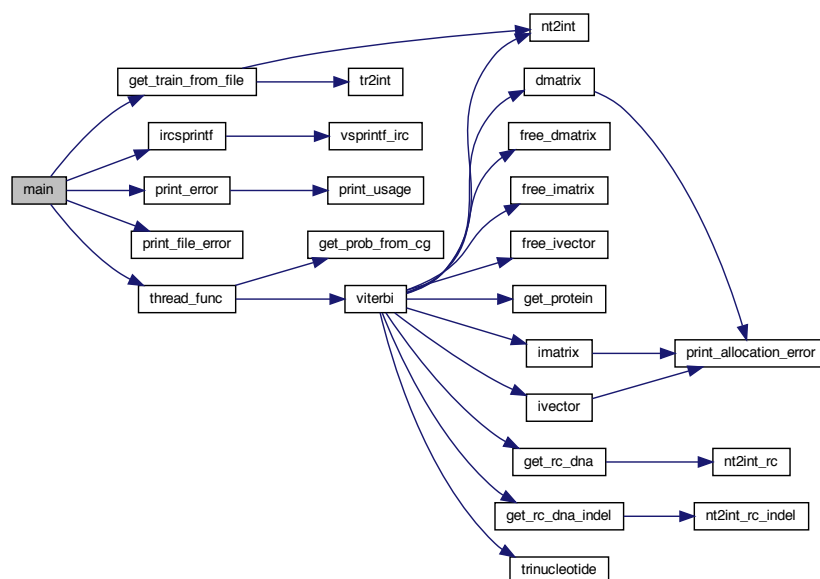 main
get_train_from_file
ircsprintf
print_error
print_file_error
thread_func
tr2int
vsprintf_irc
print_usage
get_prob_from_cg
viterbi
nt2int
dmatrix
free_dmatrix
free_imatrix
free_ivector
get_protein
imatrix
ivector
get_rc_dna
get_rc_dna_indel
trinucleotide
print_allocation_error
nt2int_rc
nt2int_rc_indel